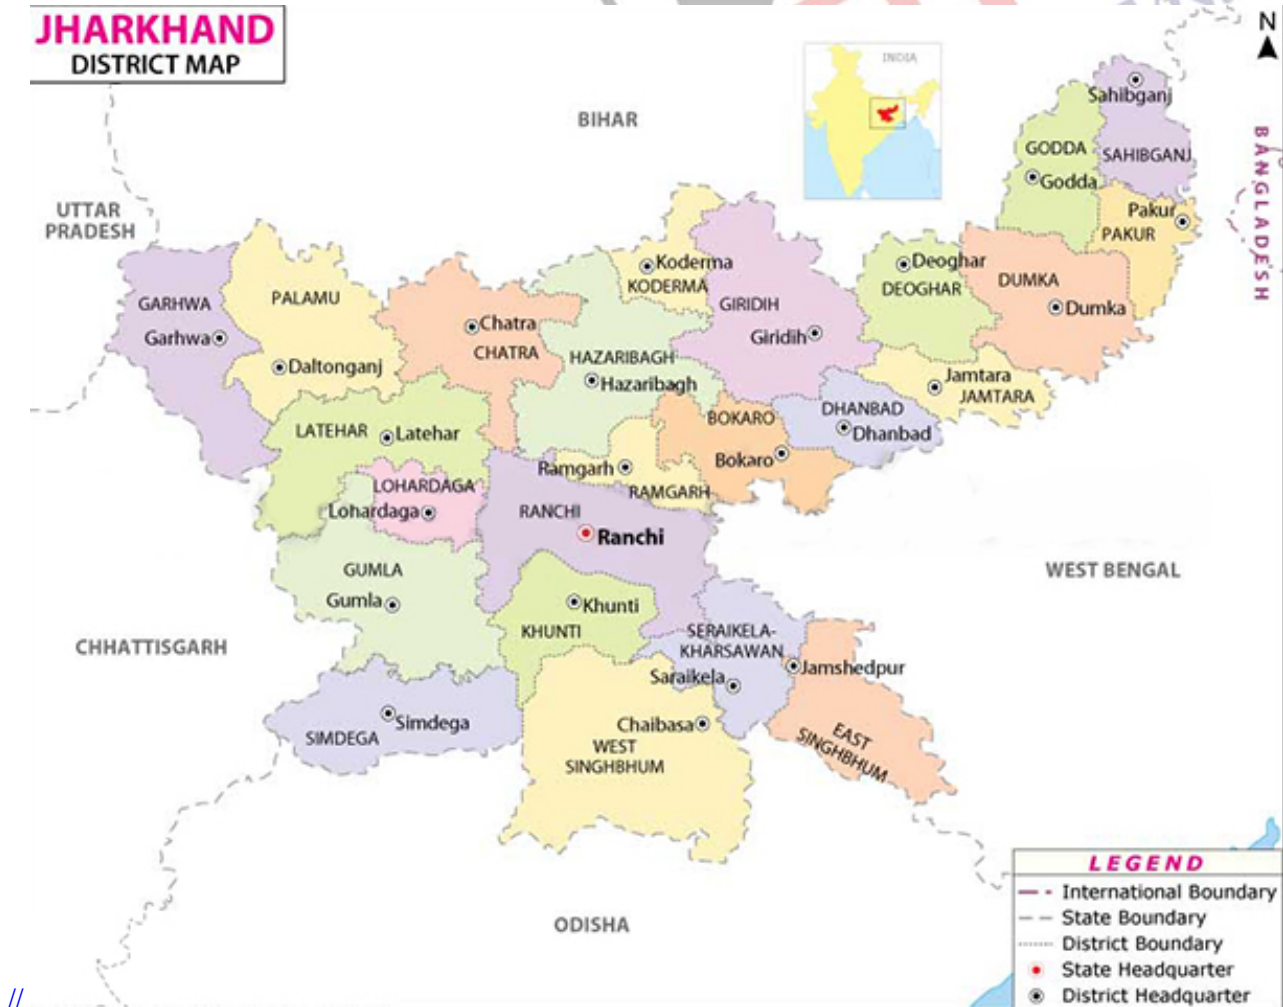 JHARKHAND
DISTRICT MAP
N
INDIA
BIHAR
UTTAR
PRADESH
BANGLADESH
Sahibganj
SAHIBGANJ
GODDA
Godda
Pakur
PAKUR
Koderma
KODERMA
GIRIDIH
Giridih
Deoghar
DEOGHAR
DUMKA
Dumka
GARHWA
Garhwa
PALAMU
Daltonganj
Chatra
CHATRA
HAZARIBAGH
Hazaribagh
Jamtara
JAMTARA
DHANBAD
Dhanbad
BOKARO
Bokaro
LATEHAR
Latehar
Ramgarh
RAMGARH
LOHARDAGA
Lohardaga
RANCHI
Ranchi
WEST BENGAL
GUMLA
Gumla
Khunti
KHUNTI
CHHATTISGARH
SERAIKELA-
KHARSAWAN
Saraikela
Jamshedpur
SIMDEGA
Simdega
Chaibasa
WEST
SINGHBHUM
EAST
SINGHBHUM
ODISHA
LEGEND
International Boundary
State Boundary
District Boundary
State Headquarter
District Headquarter
//